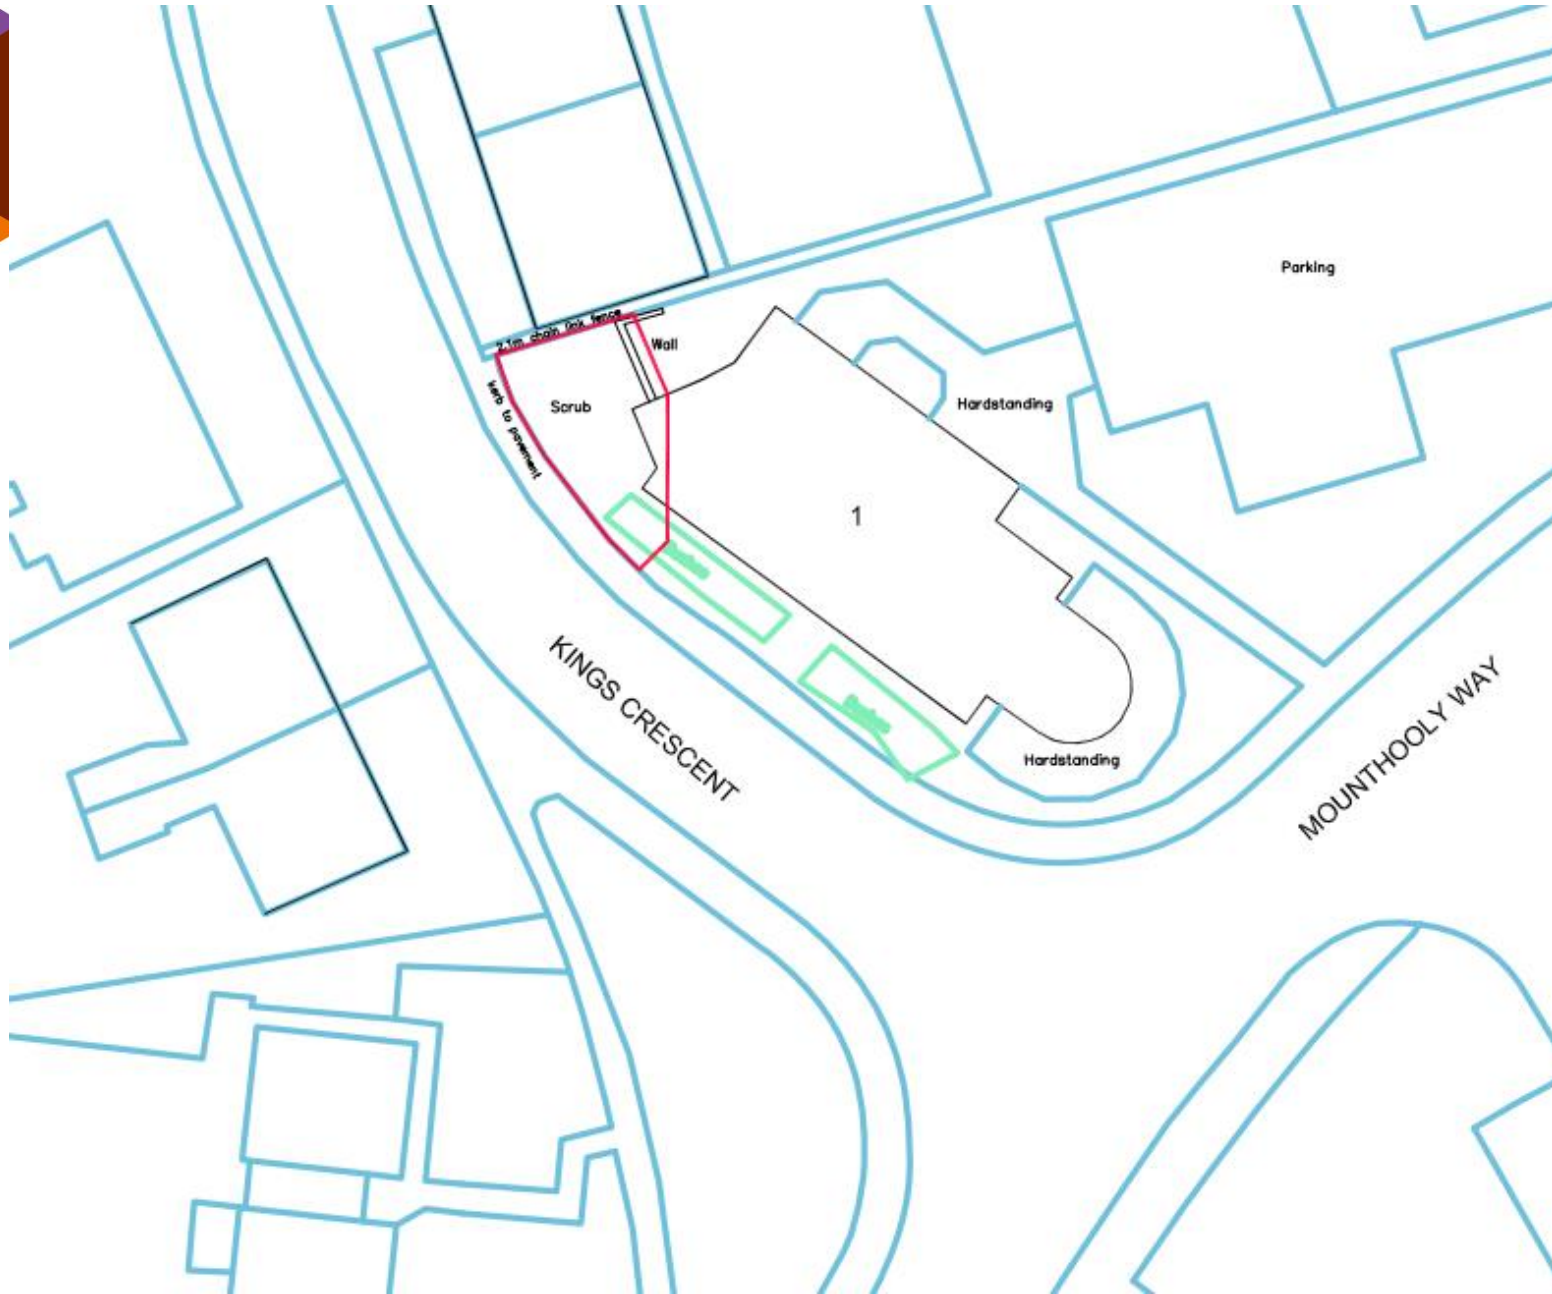 Parking
2.1m chain link fence
Wall
kerb to pavement
Scrub
Hardstanding
1
KINGS CRESCENT
MOUNTHOOLY WAY
Hardstanding